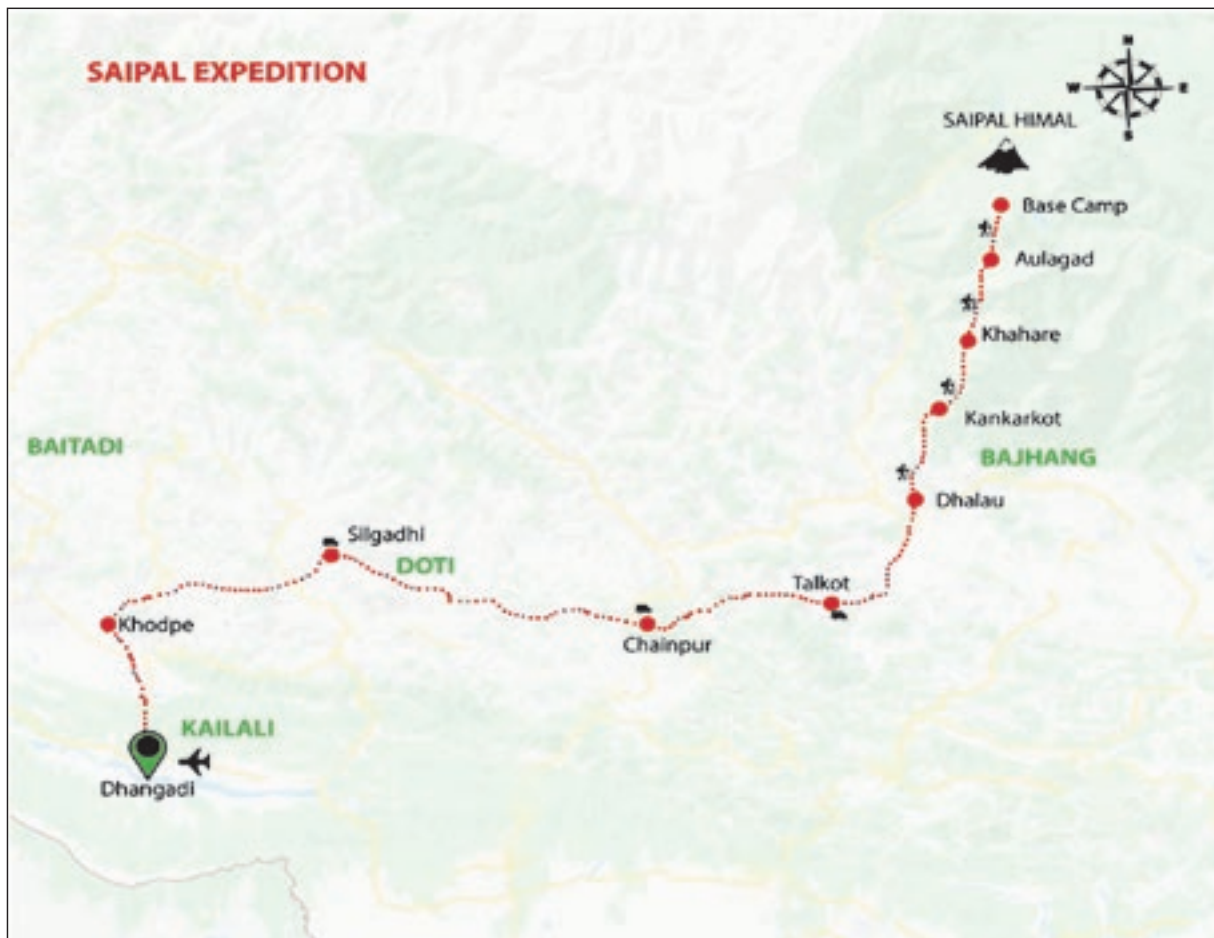 SAIPAL EXPEDITION
N
W E
S
SAIPAL HIMAL
Base Camp
Aulagad
Khahare
Kankarkot
BAITADI
BAJHANG
Dhalau
Silgadhi
DOTI
Talkot
Khodpe
Chainpur
KAILALI
Dhangadi